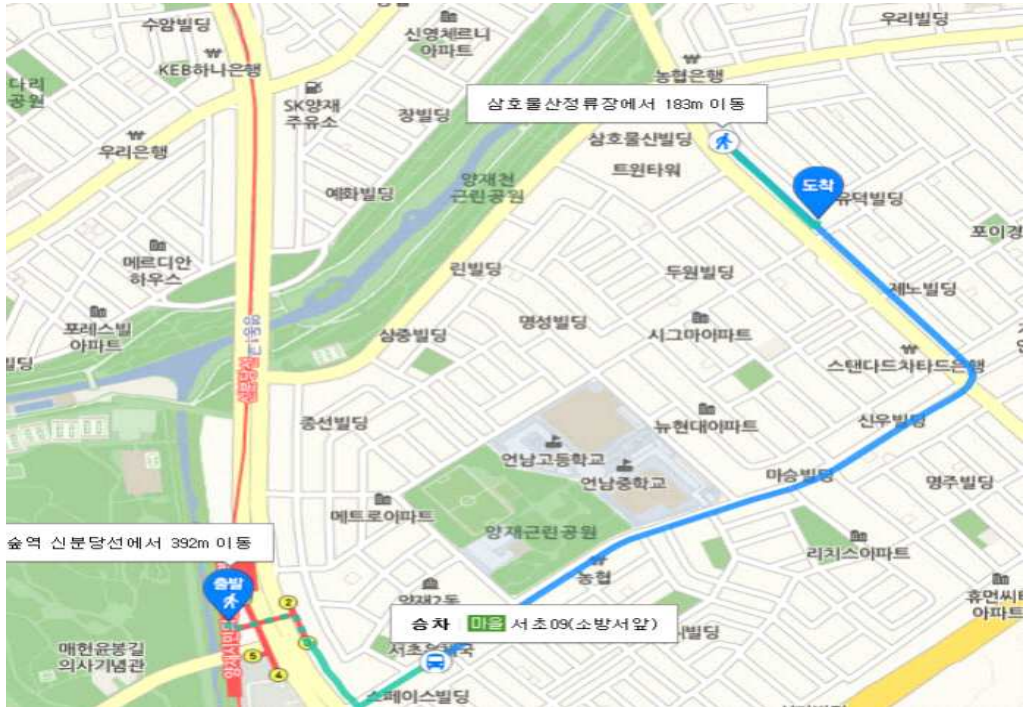 수암빌딩
신영체르니
아파트
우리빌딩
KEB하나은행
농협은행
다리
공원
SK양재
주유소
장빌딩
삼호물산정류장에서 183m 이동
우리은행
삼호물산빌딩
트윈타워
양재천
근린공원
예화빌딩
도착
유덕빌딩
포이경
메르디안
하우스
린빌딩
두원빌딩
제노빌딩
포레스빌
아파트
삼중빌딩
명성빌딩
시그마아파트
빌딩
스탠다드차타드은행
종선빌딩
뉴현대아파트
신우빌딩
언남고등학교
언남중학교
마승빌딩
명주빌딩
메트로아파트
양재근린공원
리치스아파트
숲역 신분당선에서 392m 이동
농협
출발
양재2동
휴먼씨티
아파트
2
승차 마을 서초09(소방서앞)
매헌윤봉길
의사기념관
5
4
스페이스빌딩